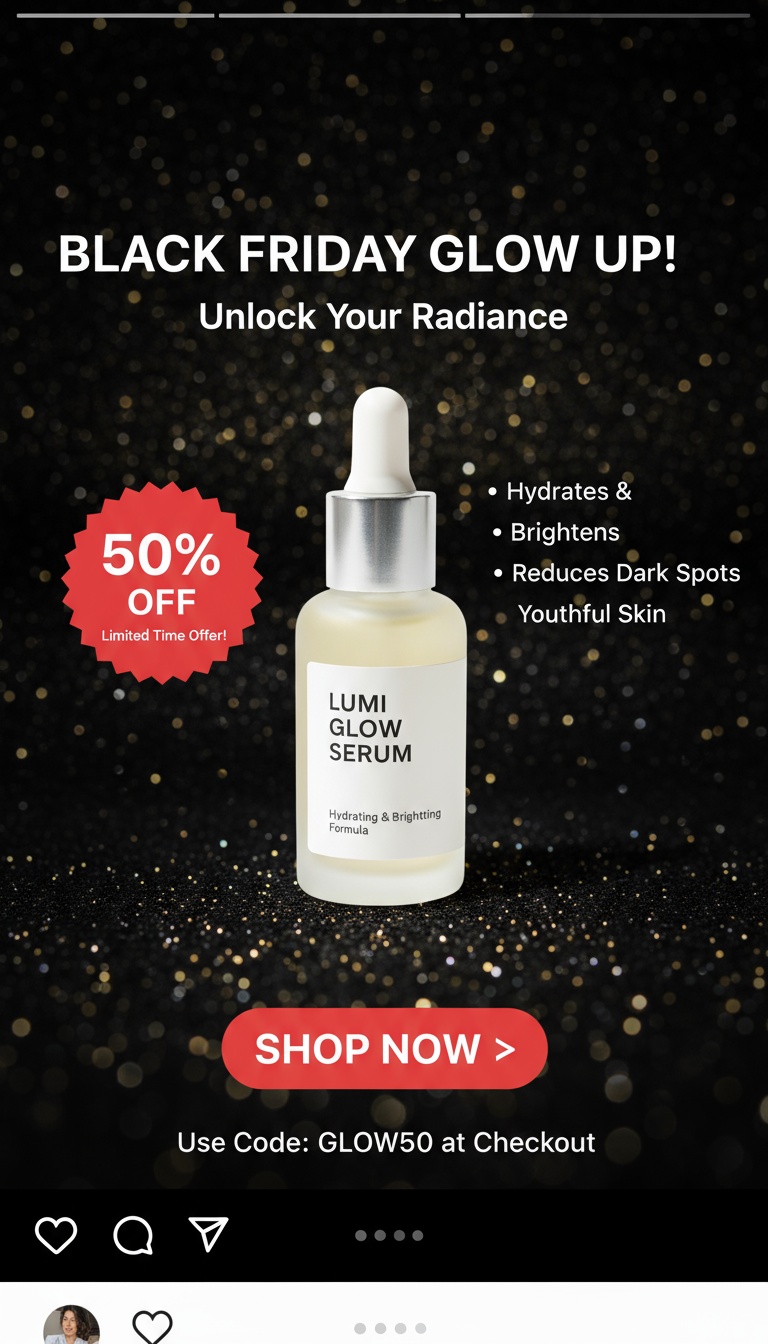 BLACK FRIDAY GLOW UP!
Unlock Your Radiance
50%
OFF
Limited Time Offer!
• Hydrates &
• Brightens
• Reduces Dark Spots
Youthful Skin
LUMI
GLOW
SERUM
Hydrating & Brightting
Formula
SHOP NOW >
Use Code: GLOW50 at Checkout